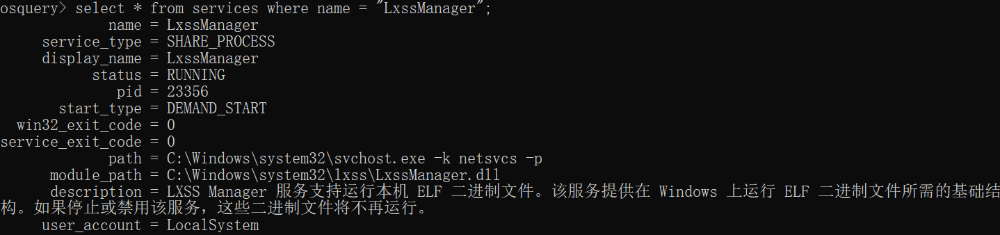 osquery> select * from services where name = "LxssManager";
name = LxssManager
service_type = SHARE_PROCESS
display_name = LxssManager
status = RUNNING
pid = 23356
start_type = DEMAND_START
win32_exit_code = 0
service_exit_code = 0
path = C:\Windows\system32\svchost.exe -k netsvcs -p
module_path = C:\Windows\system32\lxss\LxssManager.dll
description = LXSS Manager 服务支持运行本机 ELF 二进制文件。该服务提供在 Windows 上运行 ELF 二进制文件所需的基础结
构。如果停止或禁用该服务，这些二进制文件将不再运行。
user_account = LocalSystem